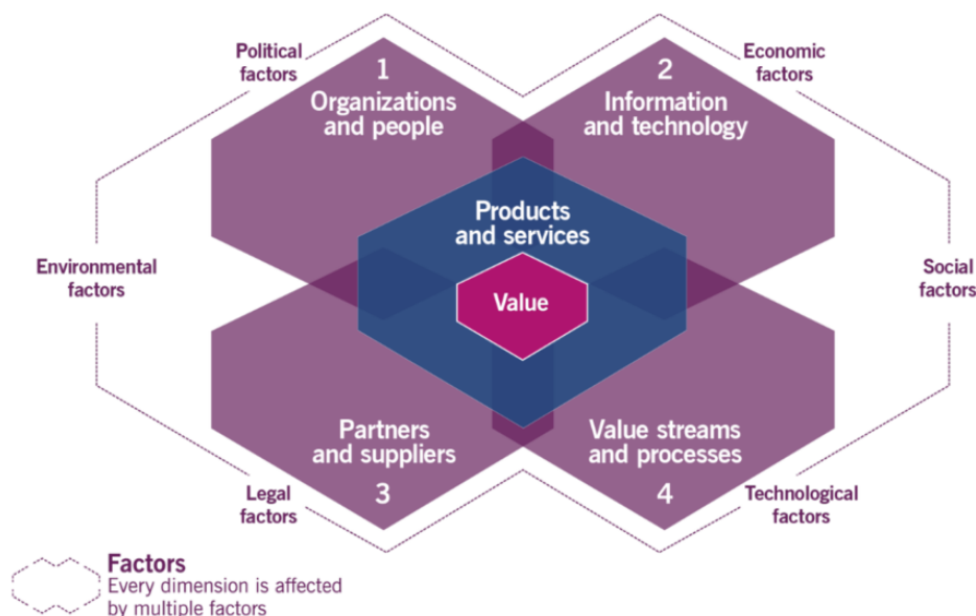 Political
factors
1
Organizations
and people
2
Information
and technology
Economic
factors
Products
and services
Environmental
factors
Value
Social
factors
Partners
and suppliers
3
Value streams
and processes
4
Legal
factors
Technological
factors
Factors
Every dimension is affected
by multiple factors